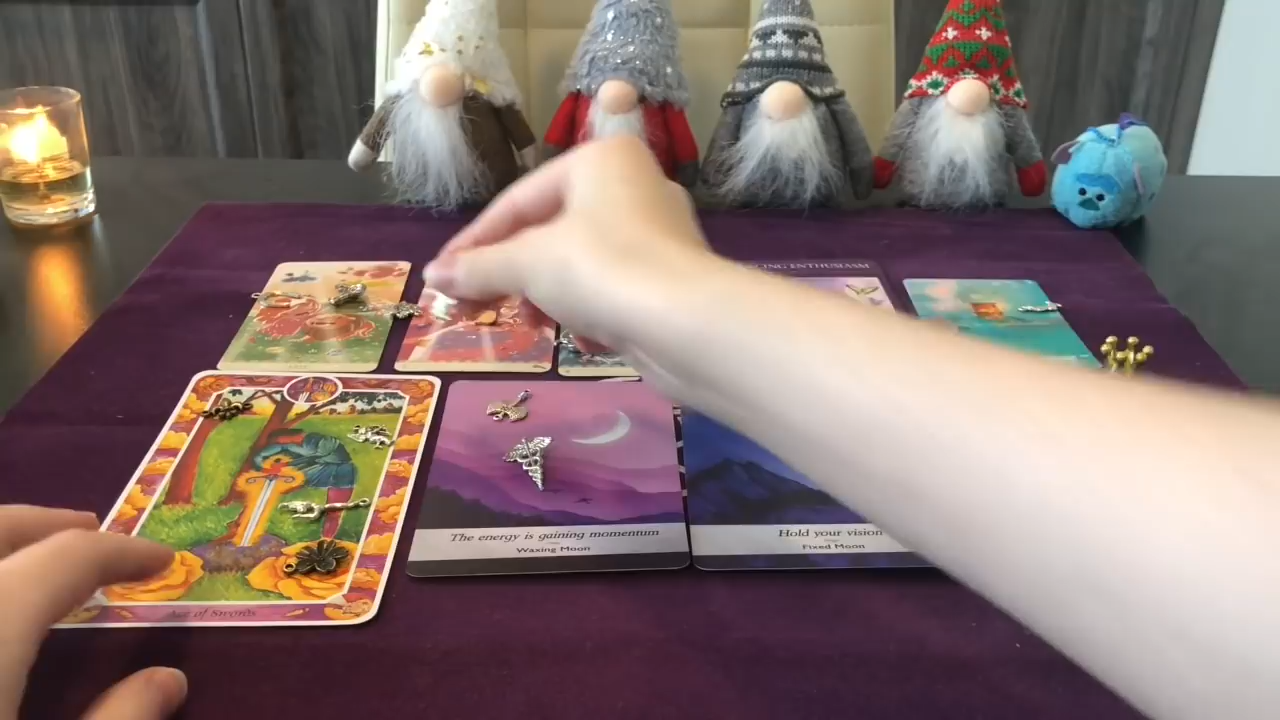 ENTHUSIASM
The energy is gaining momentum
Waxing Moon
Hold your vision
Fixed Moon
Ace of Swords